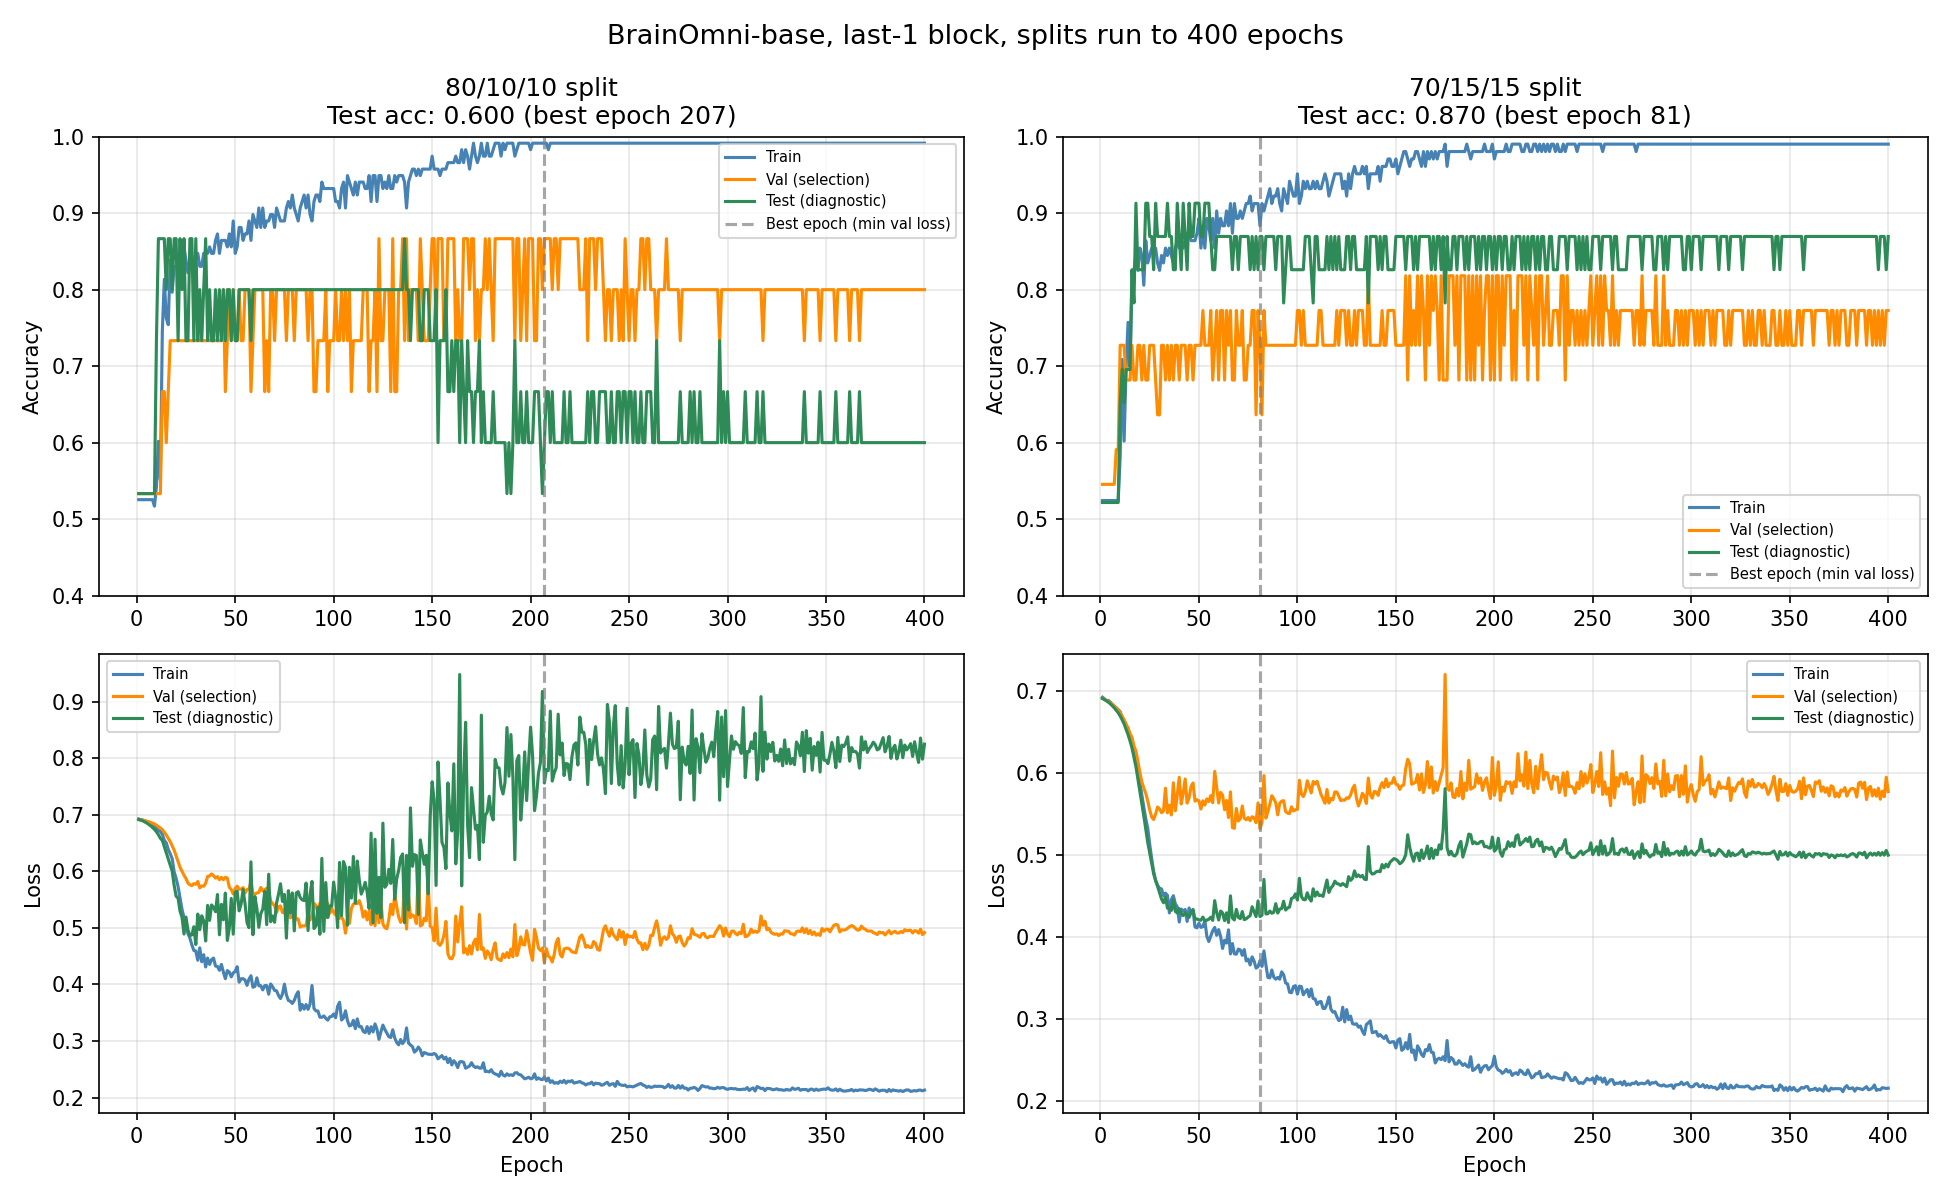 BrainOmni-base, last-1 block, splits run to 400 epochs
80/10/10 split
Test acc: 0.600 (best epoch 207)
1.0
0.9
0.8
0.7
0.6
0.5
0.4
Accuracy
0 50 100 150 200 250 300 350 400
Train
Val (selection)
Test (diagnostic)
Best epoch (min val loss)
70/15/15 split
Test acc: 0.870 (best epoch 81)
1.0
0.9
0.8
0.7
0.6
0.5
0.4
Accuracy
0 50 100 150 200 250 300 350 400
Train
Val (selection)
Test (diagnostic)
Best epoch (min val loss)
0.9
0.8
0.7
0.6
0.5
0.4
0.3
0.2
Loss
Train
Val (selection)
Test (diagnostic)
0 50 100 150 200 250 300 350 400
Epoch
0.7
0.6
0.5
0.4
0.3
0.2
Loss
Train
Val (selection)
Test (diagnostic)
0 50 100 150 200 250 300 350 400
Epoch